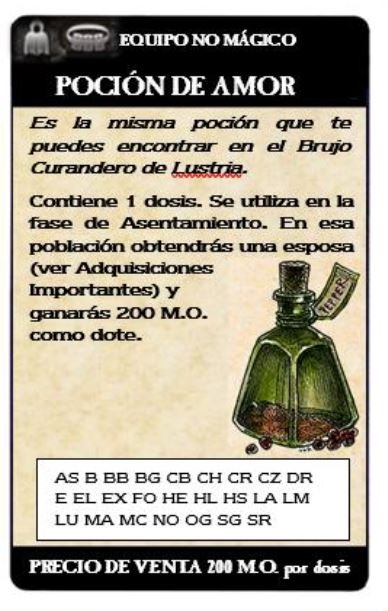 EQUIPO NO MÁGICO
POCIÓN DE AMOR
Es la misma poción que te
puedes encontrar en el Brujo
Curandero de Lustria.
Contiene 1 dosis. Se utiliza en la
fase de Asentamiento. En esa
población obtendrás una esposa
(ver Adquisiciones
Importantes) y
ganarás 200 M.O.
como dote.
PEPPER
AS B BB BG CB CH CR CZ DR
E EL EX FO HE HL HS LA LM
LU MA MC NO OG SG SR
PRECIO DE VENTA 200 M.O. por dosis